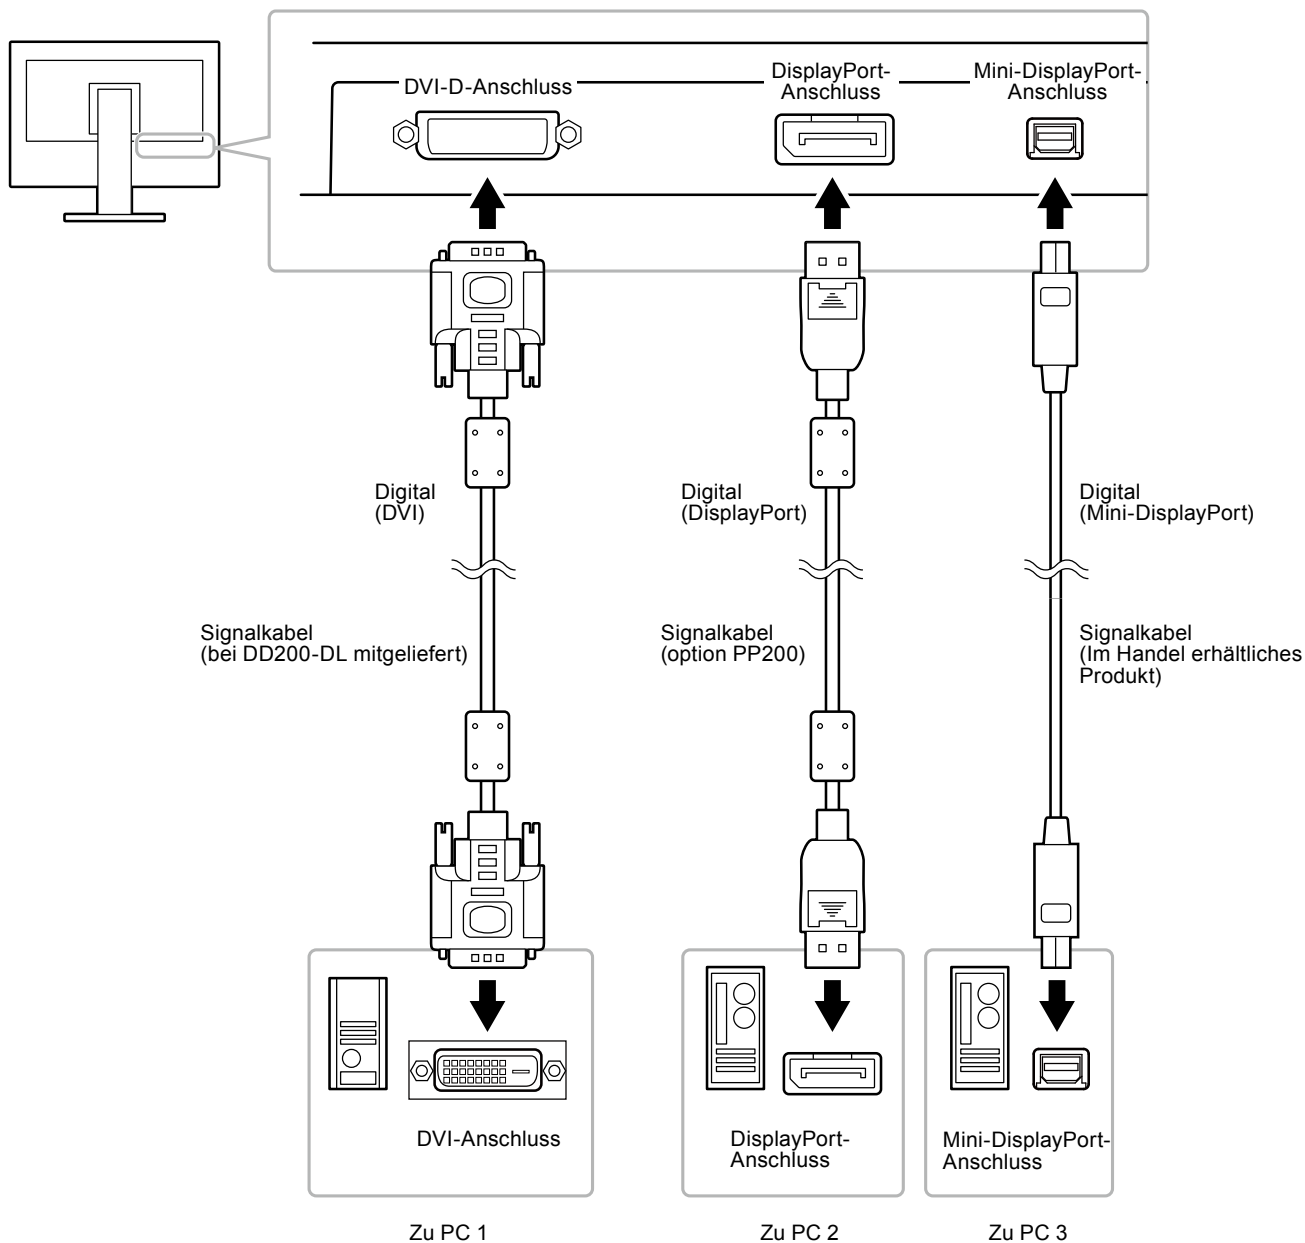 DVI-D-Anschluss
DisplayPort-
Anschluss
Mini-DisplayPort-
Anschluss
Digital
(DVI)
Digital
(DisplayPort)
Digital
(Mini-DisplayPort)
Signalkabel
(bei DD200-DL mitgeliefert)
Signalkabel
(option PP200)
Signalkabel
(Im Handel erhältliches
Produkt)
DVI-Anschluss
DisplayPort-
Anschluss
Mini-DisplayPort-
Anschluss
Zu PC 1
Zu PC 2
Zu PC 3